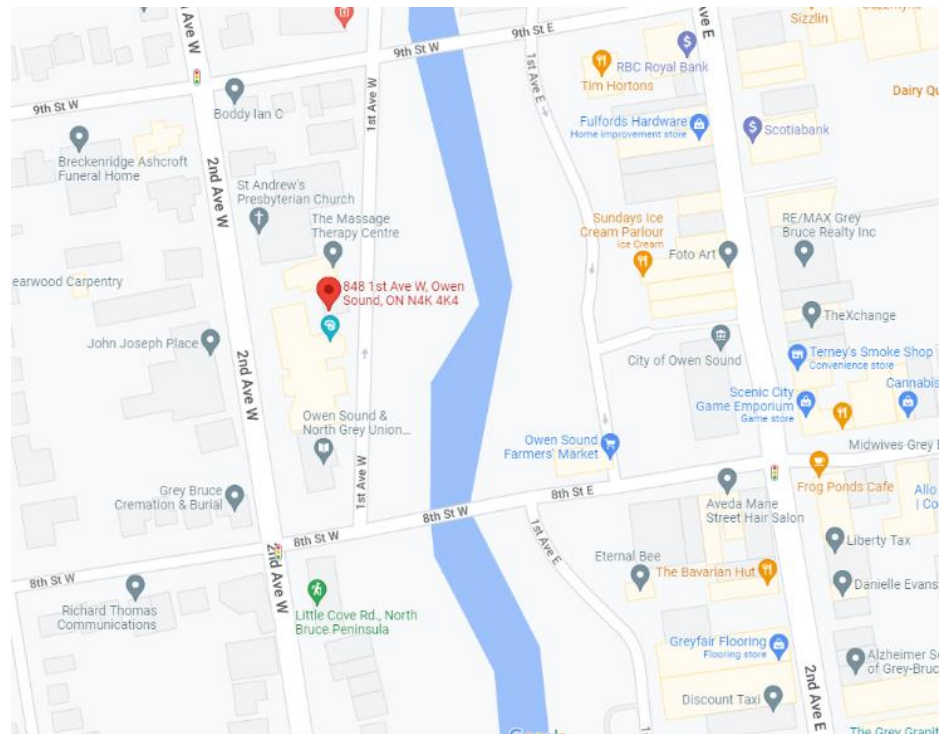 2nd Ave W
9th St W
9th St E
Ave E
Sizzlin
RBC Royal Bank
Tim Hortons
Dairy Qu
Boddy Ian C
1st Ave W
1st Ave E
9th St W
Fulfords Hardware
Home improvement store
Scotiabank
Breckenridge Ashcroft
Funeral Home
2nd Ave W
St Andrew's
Presbyterian Church
The Massage
Therapy Centre
Sundays Ice
Cream Parlour
Ice Cream
Foto Art
RE/MAX Grey
Bruce Realty Inc
earwood Carpentry
848 1st Ave W, Owen
Sound, ON N4K 4K4
TheXchange
John Joseph Place
City of Owen Sound
Terney's Smoke Shop
Convenience store
2nd Ave W
Scenic City
Game Emporium
Game store
Cannabis
Owen Sound &
North Grey Union...
Owen Sound
Farmers' Market
Midwives Grey
1st Ave W
Grey Bruce
Cremation & Burial
8th St E
Aveda Mane
Street Hair Salon
Frog Ponds Cafe
Allo
| Co
8th St W
8th St W
1st Ave E
2nd Ave W
Eternal Bee
The Bavarian Hut
Liberty Tax
Danielle Evans
Richard Thomas
Communications
Little Cove Rd., North
Bruce Peninsula
Greyfair Flooring
Flooring store
2nd Ave E
Alzheimer So
of Grey-Bruc
Discount Taxi
The Grey Granit